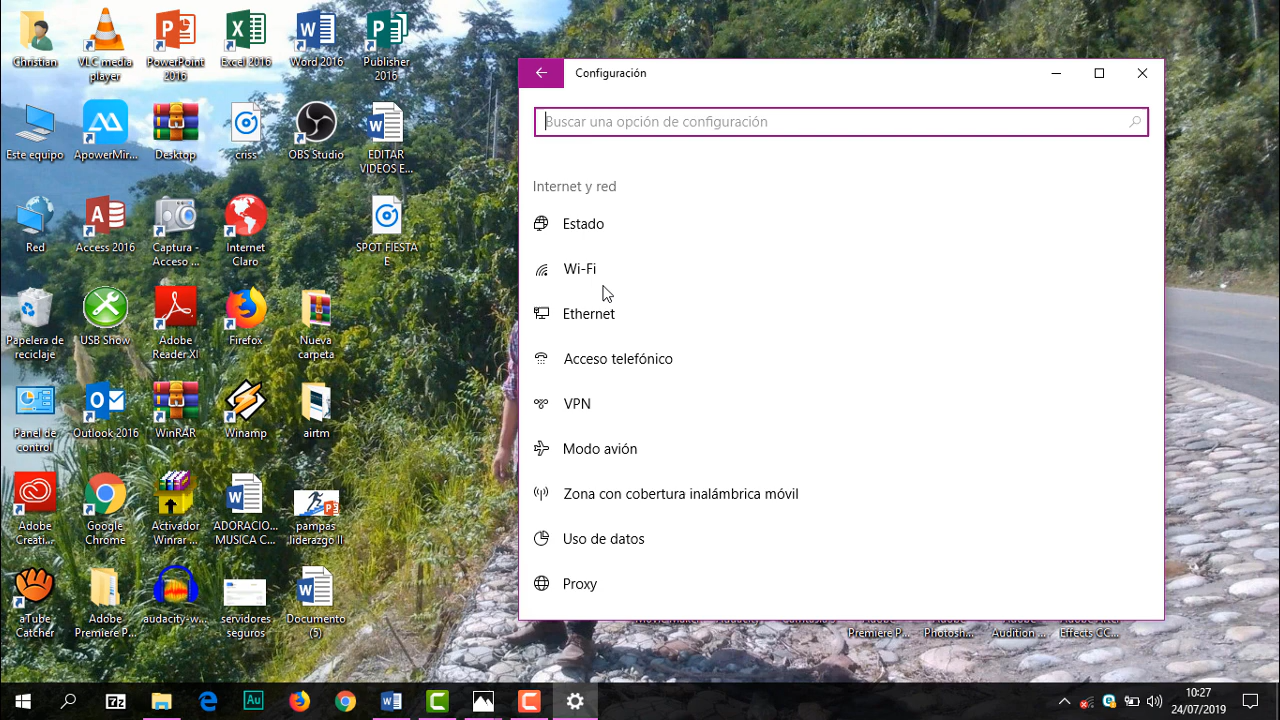 Christian
VLC media
player
PowerPoint
2016
Excel 2016
Word 2016
Publisher
2016
Este equipo
ApowerMir...
Desktop
criss
OBS Studio
EDITAR
VIDEOS E...
Red
Access 2016
Captura -
Acceso ...
Internet
Claro
SPOT FIESTA
E
Papelera de
reciclaje
USB Show
Adobe
Reader XI
Firefox
Nueva
carpeta
Panel de
control
Outlook 2016
WinRAR
Winamp
airtm
Adobe
Creati...
Google
Chrome
Activador
Winrar ...
ADORACIO...
MUSICA C...
pampas
liderazgo II
aTube
Catcher
Adobe
Premiere P...
audacity-w...
servidores
seguros
Documento
(5)
Configuración
Buscar una opción de configuración
Internet y red
Estado
Wi-Fi
Ethernet
Acceso telefónico
VPN
Modo avión
Zona con cobertura inalámbrica móvil
Uso de datos
Proxy
Premiere P...
Photosh...
Audition ...
Effects CC...
10:27
24/07/2019